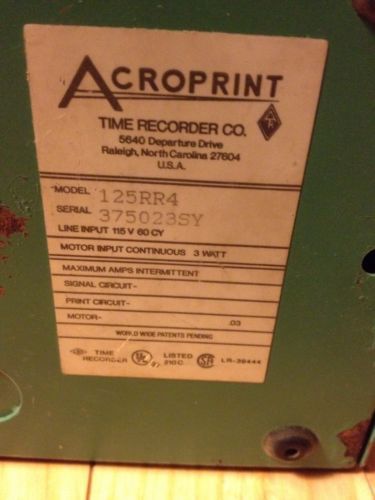 ACROPRINT
TIME RECORDER CO.
5640 Departure Drive
Raleigh, North Carolina 27604
U.S.A.
MODEL 125RR4
SERIAL 375023SY
LINE INPUT 115 V 60 CY
MOTOR INPUT CONTINUOUS 3 WATT
MAXIMUM AMPS INTERMITTENT
SIGNAL CIRCUIT-
PRINT CIRCUIT-
MOTOR- .03
WORLD WIDE PATENTS PENDING
TIME RECORDER
UL LISTED 210C
LR-39444